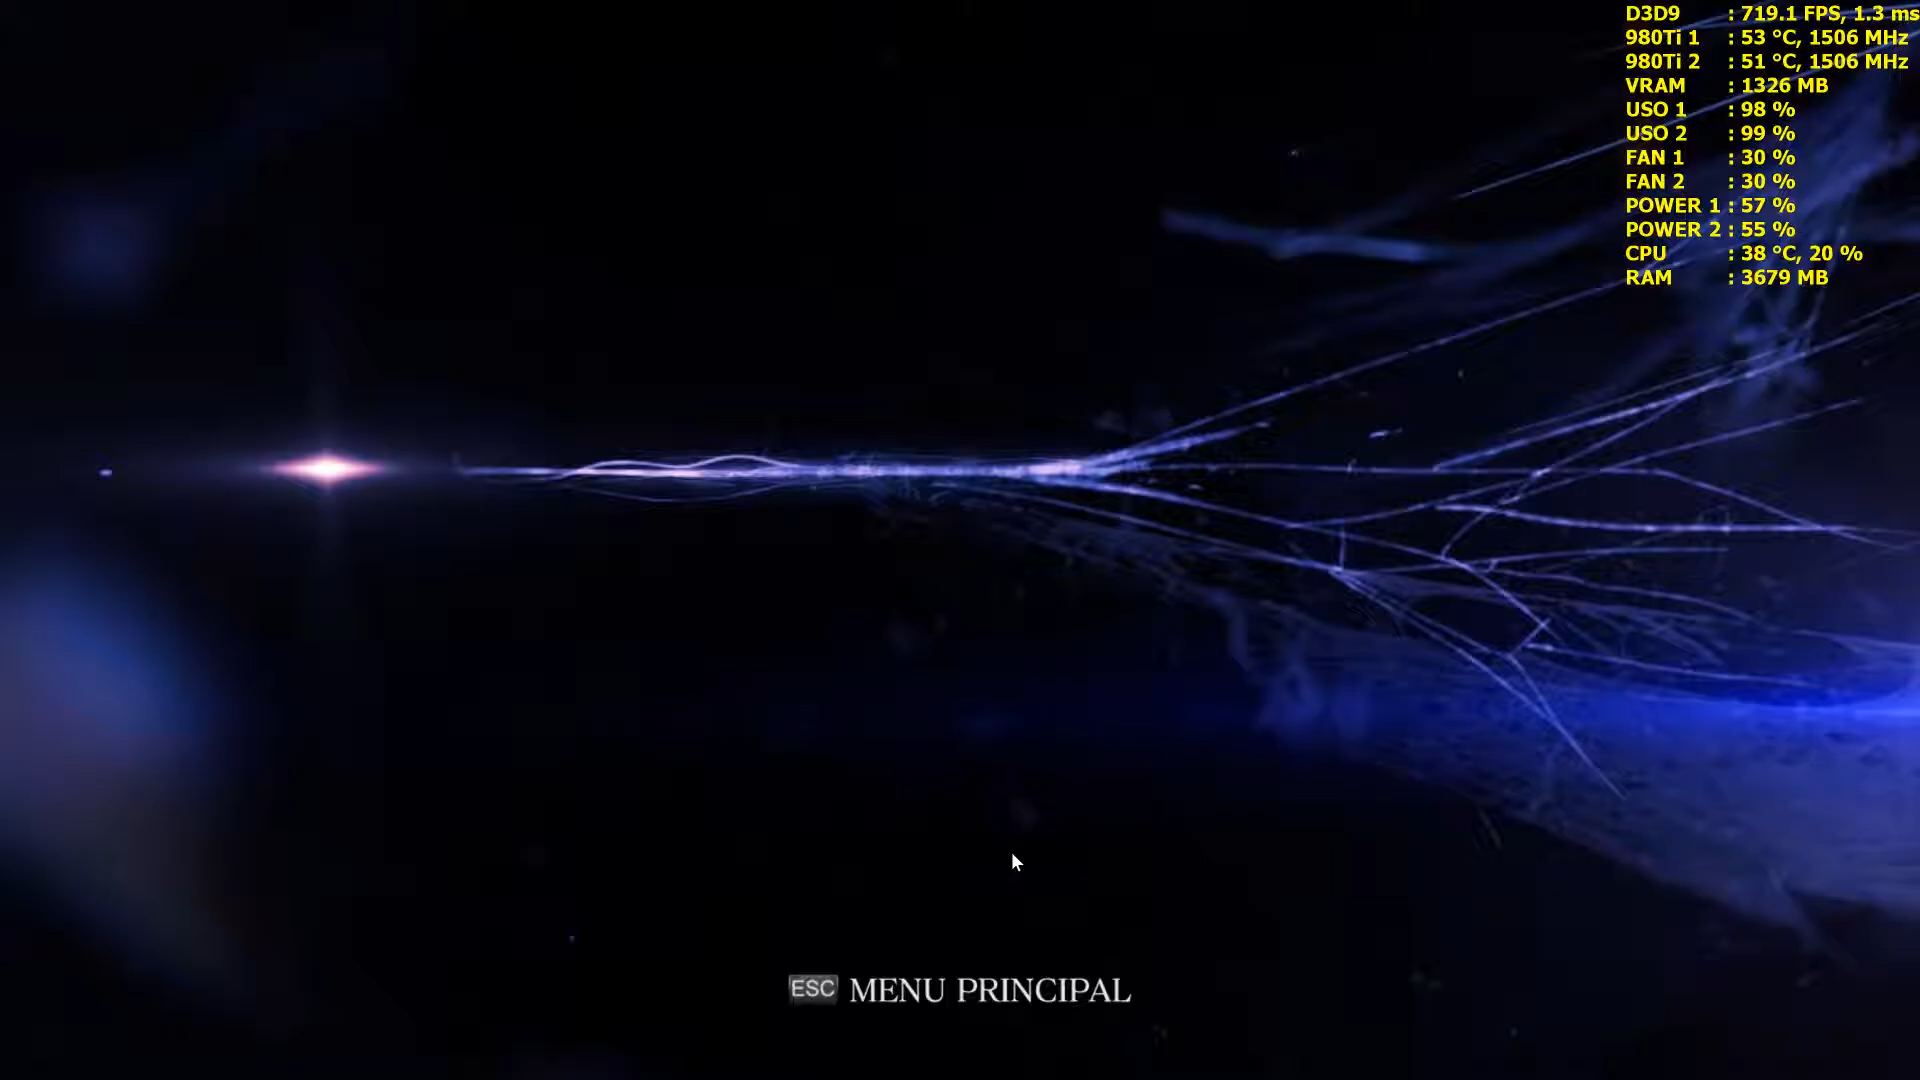 D3D9 : 719.1 FPS, 1.3 ms
980Ti 1 : 53 °C, 1506 MHz
980Ti 2 : 51 °C, 1506 MHz
VRAM : 1326 MB
USO 1 : 98 %
USO 2 : 99 %
FAN 1 : 30 %
FAN 2 : 30 %
POWER 1 : 57 %
POWER 2 : 55 %
CPU : 38 °C, 20 %
RAM : 3679 MB
ESC MENU PRINCIPAL